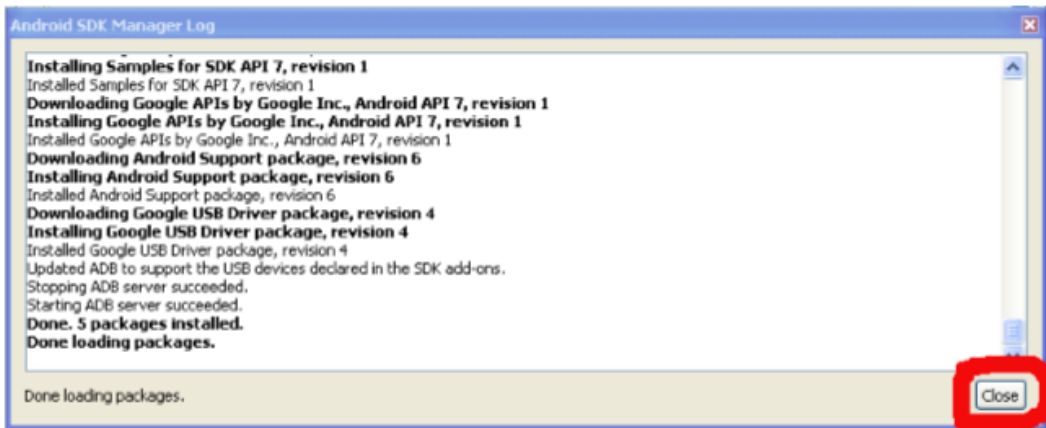 Android SDK Manager Log
Installing Samples for SDK API 7, revision 1
Installed Samples for SDK API 7, revision 1
Downloading Google APIs by Google Inc., Android API 7, revision 1
Installing Google APIs by Google Inc., Android API 7, revision 1
Installed Google APIs by Google Inc., Android API 7, revision 1
Downloading Android Support package, revision 6
Installing Android Support package, revision 6
Installed Android Support package, revision 6
Downloading Google USB Driver package, revision 4
Installing Google USB Driver package, revision 4
Installed Google USB Driver package, revision 4
Updated ADB to support the USB devices declared in the SDK add-ons.
Stopping ADB server succeeded.
Starting ADB server succeeded.
Done. 5 packages installed.
Done loading packages.
Done loading packages.
Close